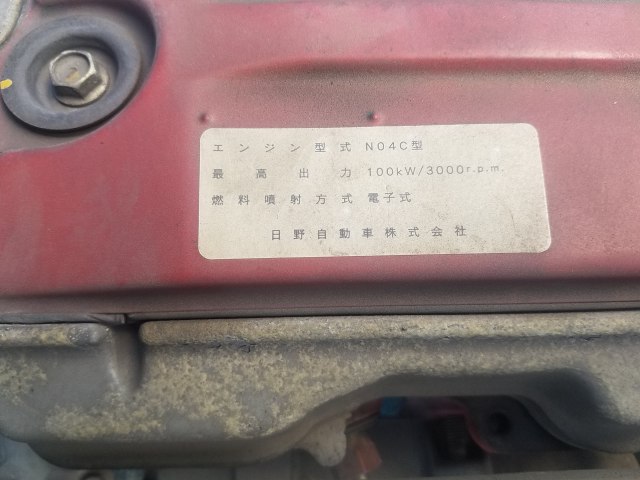 エンジン型式 N04C型
最高出力 100kW/3000r.p.m.
燃料噴射方式 電子式
日野自動車株式会社